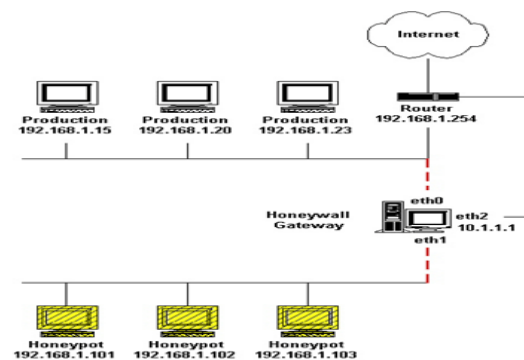 Internet
Production
192.168.1.15
Production
192.168.1.20
Production
192.168.1.23
Router
192.168.1.254
Honeywall
Gateway
eth0
eth2
10.1.1.1
eth1
Honeypot
192.168.1.101
Honeypot
192.168.1.102
Honeypot
192.168.1.103